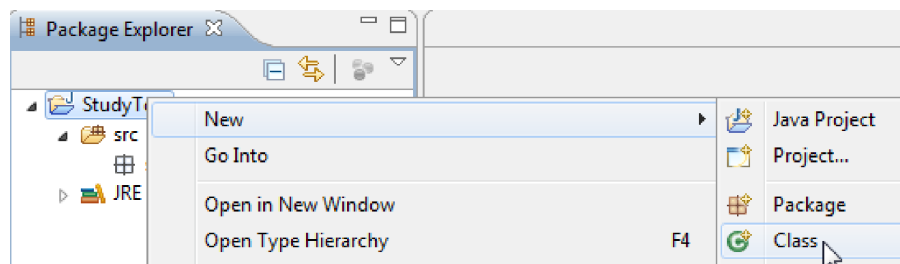 Package Explorer
StudyT
New
Java Project
src
Go Into
Project...
JRE
Open in New Window
Package
Open Type Hierarchy F4
Class